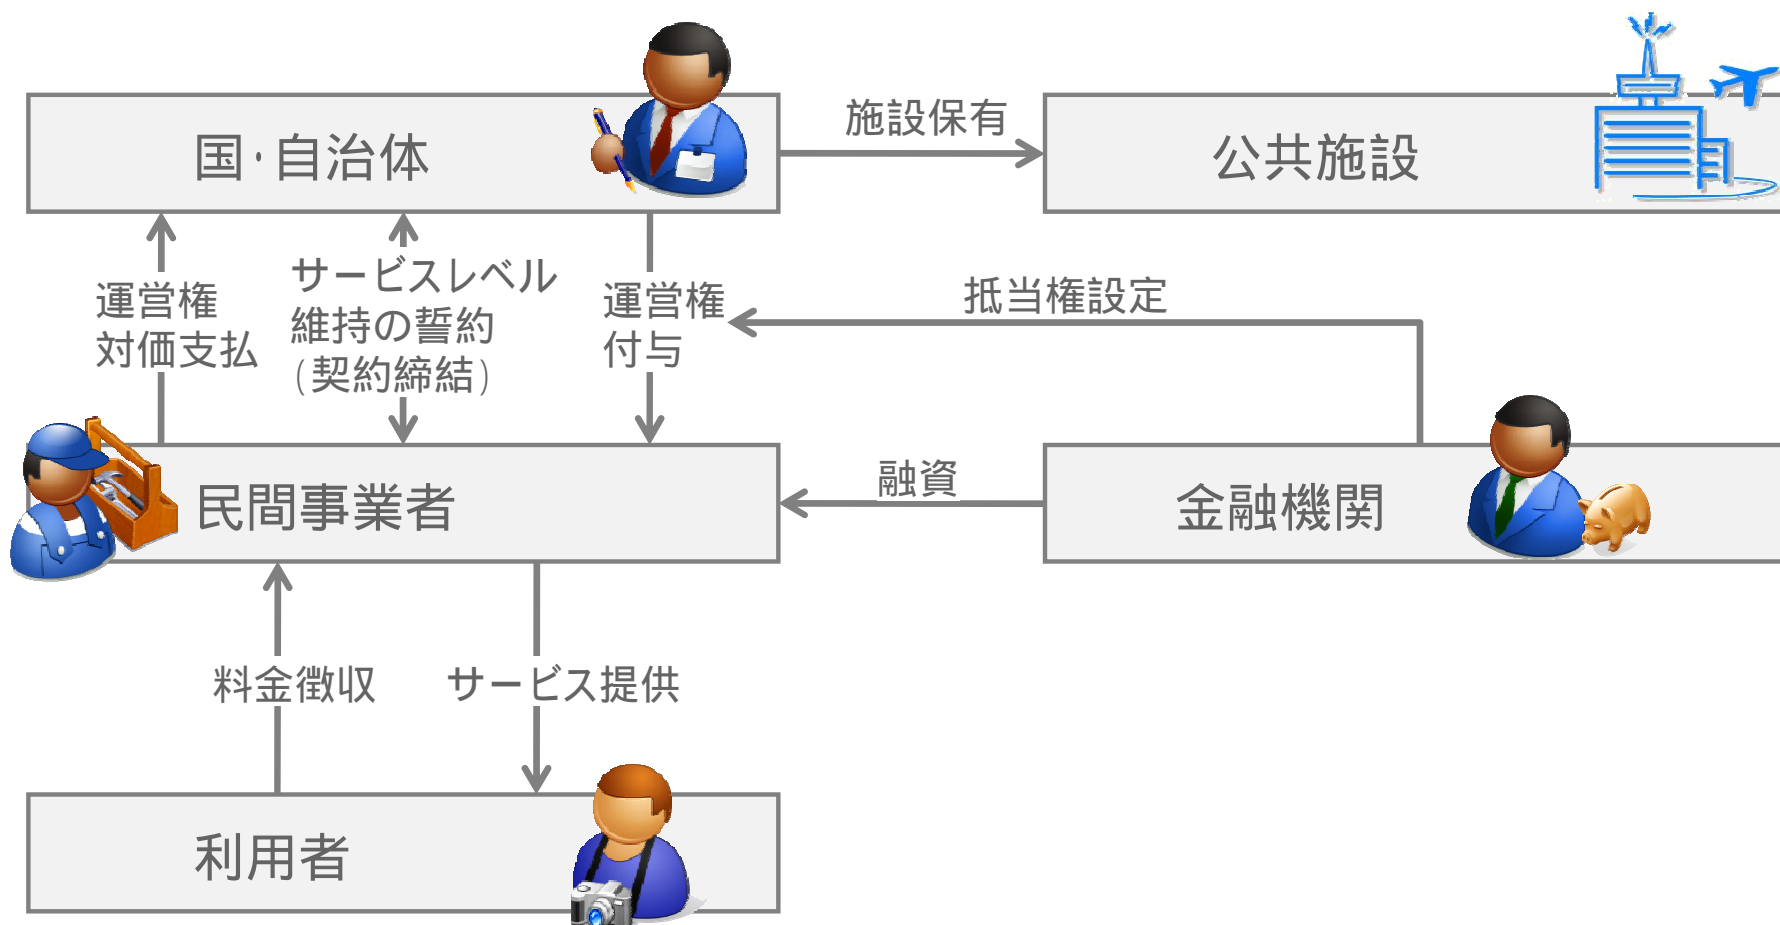 国・自治体
施設保有
公共施設
運営権
対価支払
サービスレベル
維持の誓約
(契約締結)
運営権
付与
抵当権設定
民間事業者
融資
金融機関
料金徴収
サービス提供
利用者